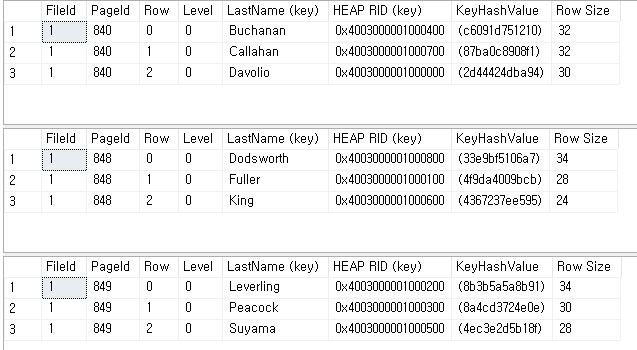 FileId PageId Row Level LastName (key) HEAP RID (key) KeyHashValue Row Size
1 1 840 0 0 Buchanan 0x4003000001000400 (c6091d751210) 32
2 1 840 1 0 Callahan 0x4003000001000700 (87ba0c8908f1) 32
3 1 840 2 0 Davolio 0x4003000001000000 (2d44424dba94) 30
FileId PageId Row Level LastName (key) HEAP RID (key) KeyHashValue Row Size
1 1 848 0 0 Dodsworth 0x4003000001000800 (33e9bf5106a7) 34
2 1 848 1 0 Fuller 0x4003000001000100 (4f9da4009bcb) 28
3 1 848 2 0 King 0x4003000001000600 (4367237ee595) 24
FileId PageId Row Level LastName (key) HEAP RID (key) KeyHashValue Row Size
1 1 849 0 0 Leverling 0x4003000001000200 (8b3b5a5a8b91) 34
2 1 849 1 0 Peacock 0x4003000001000300 (8a4cd3724e0e) 30
3 1 849 2 0 Suyama 0x4003000001000500 (4ec3e2d5b18f) 28